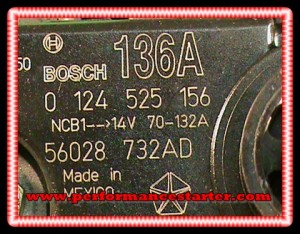 136A
50
BOSCH
0 124 525 156
NCB1-->14V 70-132A
56028 732AD
Made in
MEXICO
www.performancestarter.com